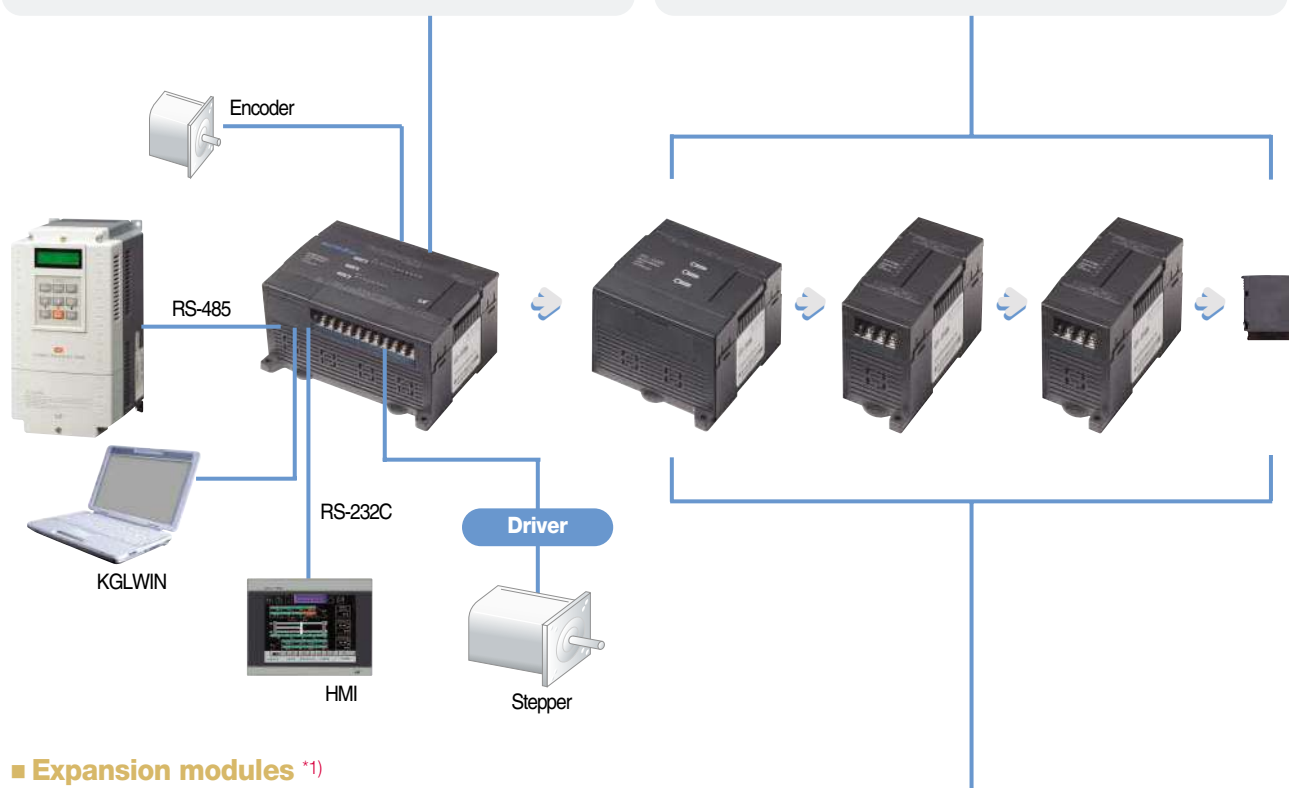 Encoder
RS-485
RS-232C
Driver
KGLWIN
HMI
Stepper
■ Expansion modules *1)